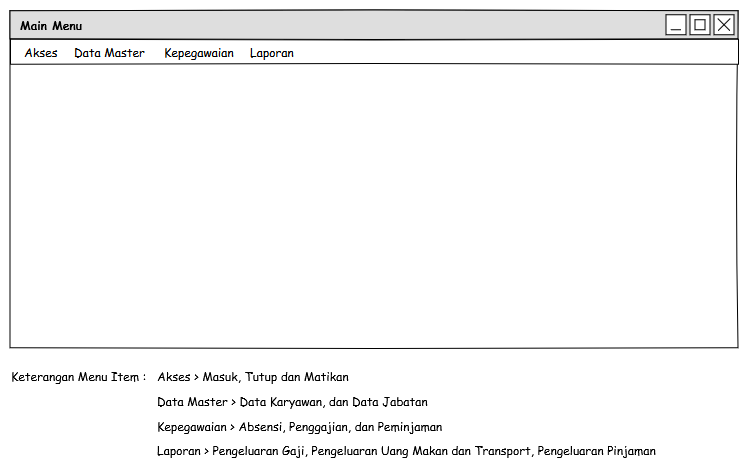 Main Menu
Akses Data Master Kepegawaian Laporan
Keterangan Menu Item : Akses > Masuk, Tutup dan Matikan
Data Master > Data Karyawan, dan Data Jabatan
Kepegawaian > Absensi, Penggajian, dan Peminjaman
Laporan > Pengeluaran Gaji, Pengeluaran Uang Makan dan Transport, Pengeluaran Pinjaman